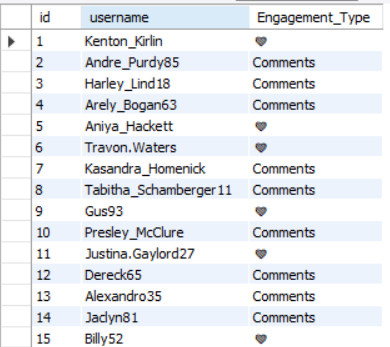 id username Engagement_Type
1 Kenton_Kirlin 🖤
2 Andre_Purdy85 Comments
3 Harley_Lind18 Comments
4 Arely_Bogan63 Comments
5 Aniya_Hackett 🖤
6 Travon.Waters 🖤
7 Kasandra_Homenick Comments
8 Tabitha_Schamberger11 Comments
9 Gus93 🖤
10 Presley_McClure Comments
11 Justina.Gaylord27 🖤
12 Dereck65 Comments
13 Alexandro35 Comments
14 Jaclyn81 Comments
15 Billy52 🖤